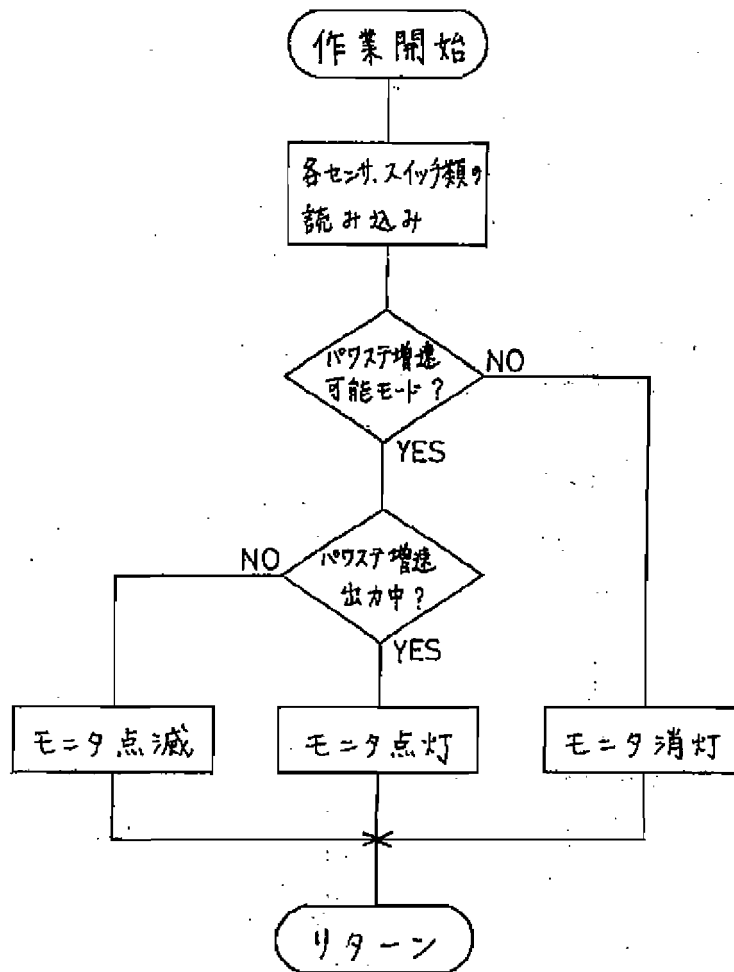 作業開始
各センサ、スイッチ類の
読み込み
パワステ増速
可能モード?
NO
YES
パワステ増速
出力中?
NO
YES
モニタ点滅
モニタ点灯
モニタ消灯
リターン